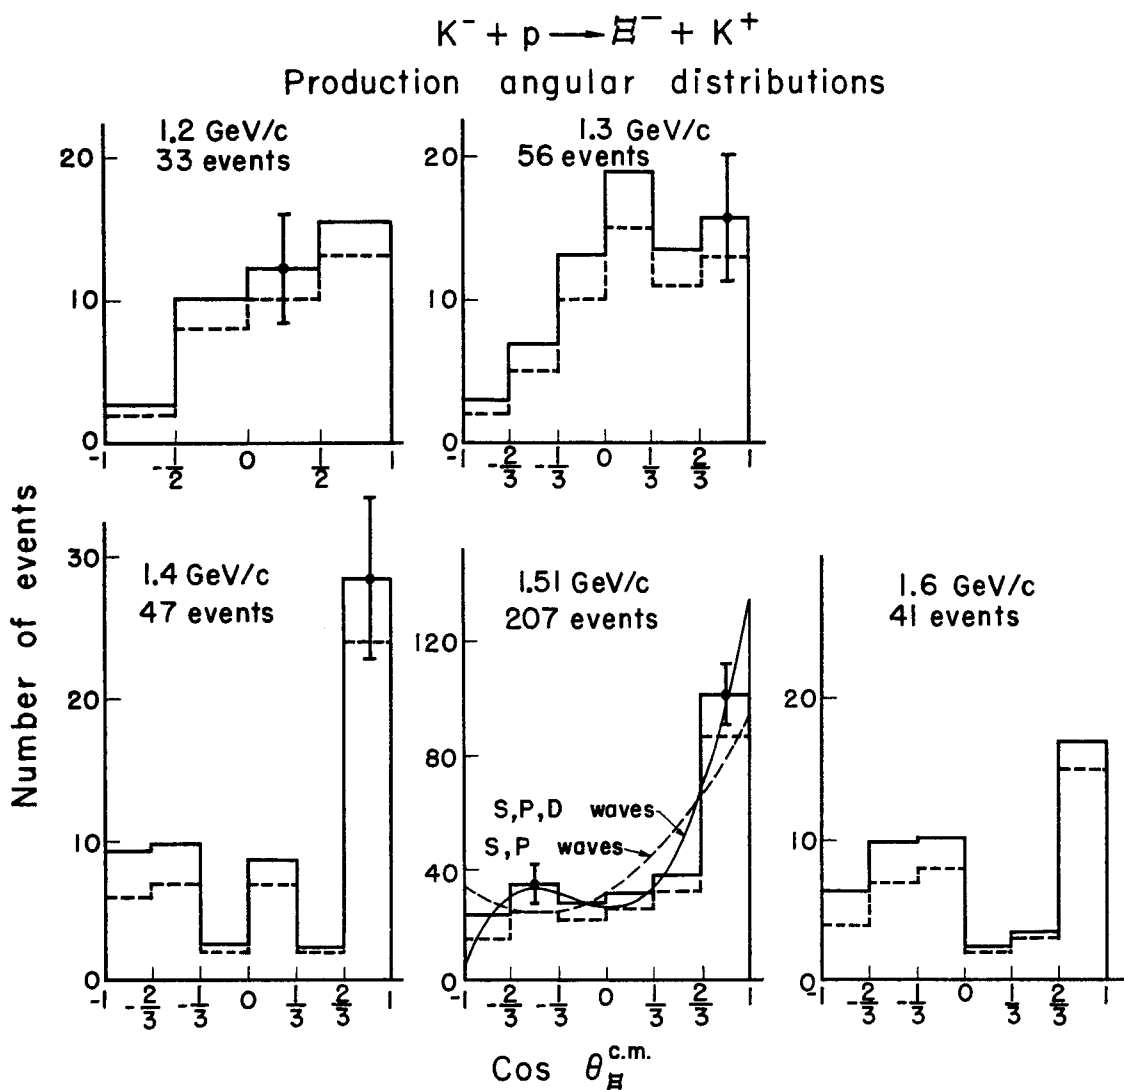 K⁻ + p → Ξ⁻ + K⁺
Production angular distributions
1.2 GeV/c
33 events
20
10
0
-1 -1/2 0 1/2 1
1.3 GeV/c
56 events
20
10
0
-1 -2/3 -1/3 0 1/3 2/3 1
Number of events
1.4 GeV/c
47 events
30
20
10
0
-1 -2/3 -1/3 0 1/3 2/3 1
1.51 GeV/c
207 events
120
80
40
0
S,P,D waves
S,P waves
-1 -2/3 -1/3 0 1/3 2/3 1
1.6 GeV/c
41 events
20
10
0
-1 -2/3 -1/3 0 1/3 2/3 1
Cos θ_Ξ^c.m.